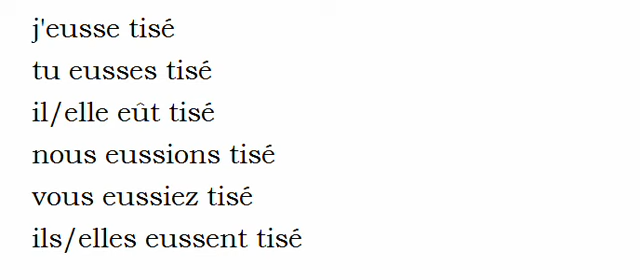 j'eusse tisé
tu eusses tisé
il/elle eût tisé
nous eussions tisé
vous eussiez tisé
ils/elles eussent tisé